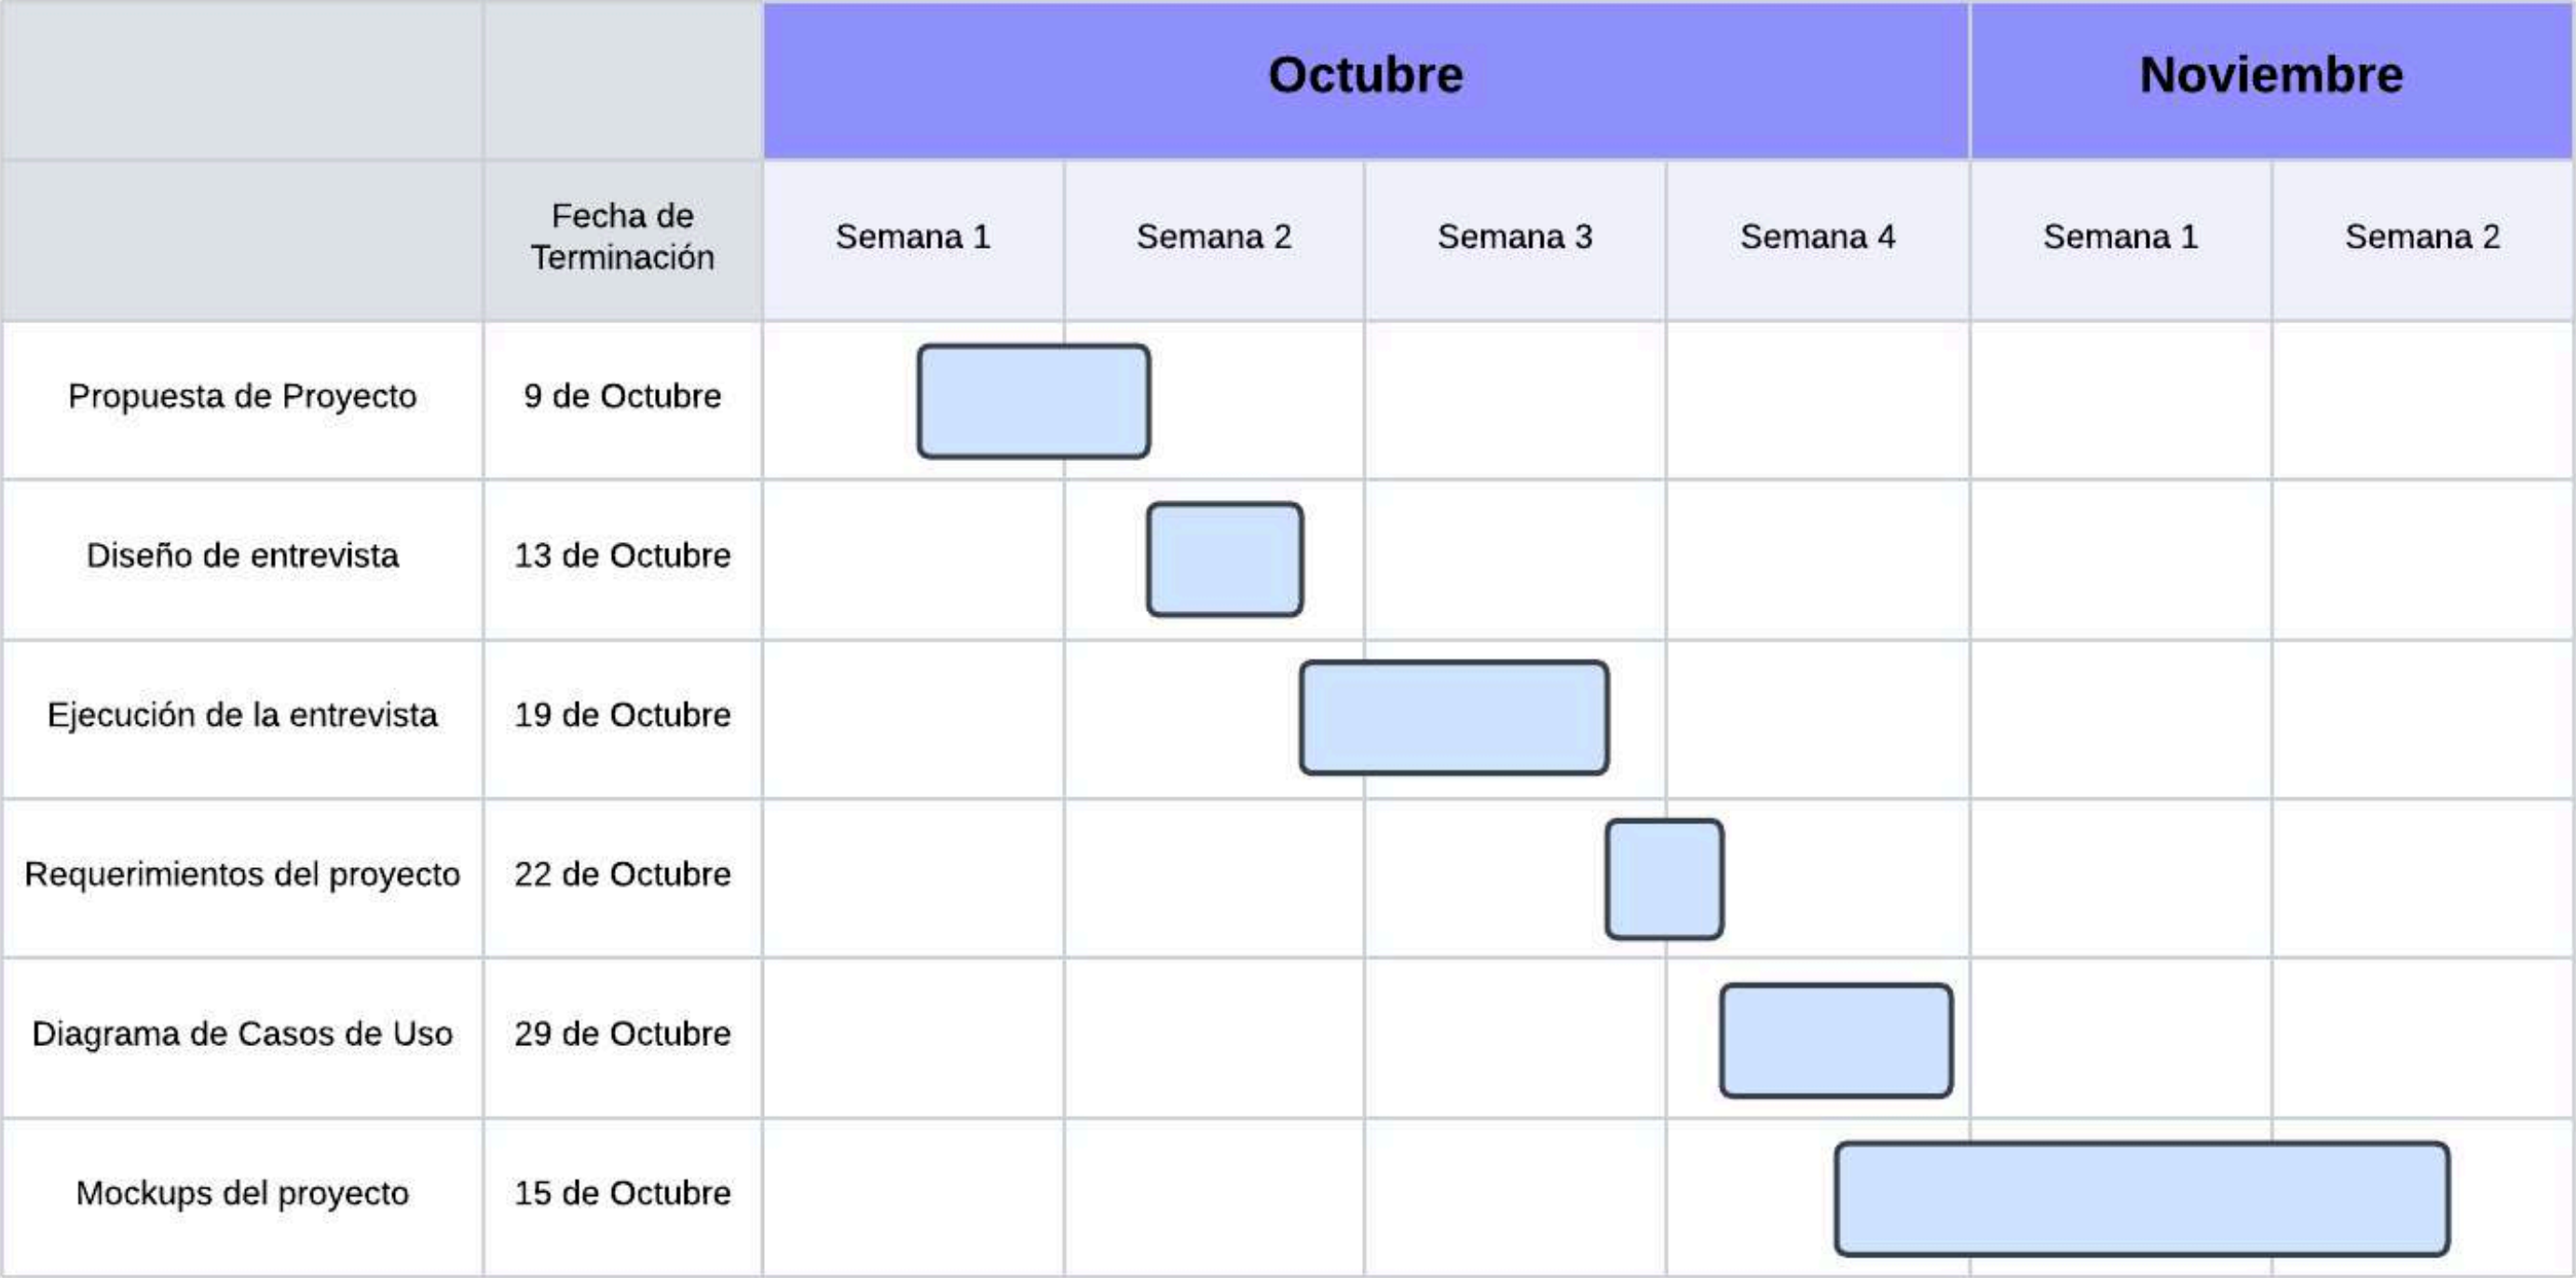 Octubre
Noviembre
Fecha de
Terminación
Semana 1
Semana 2
Semana 3
Semana 4
Semana 1
Semana 2
Propuesta de Proyecto
9 de Octubre
Diseño de entrevista
13 de Octubre
Ejecución de la entrevista
19 de Octubre
Requerimientos del proyecto
22 de Octubre
Diagrama de Casos de Uso
29 de Octubre
Mockups del proyecto
15 de Octubre